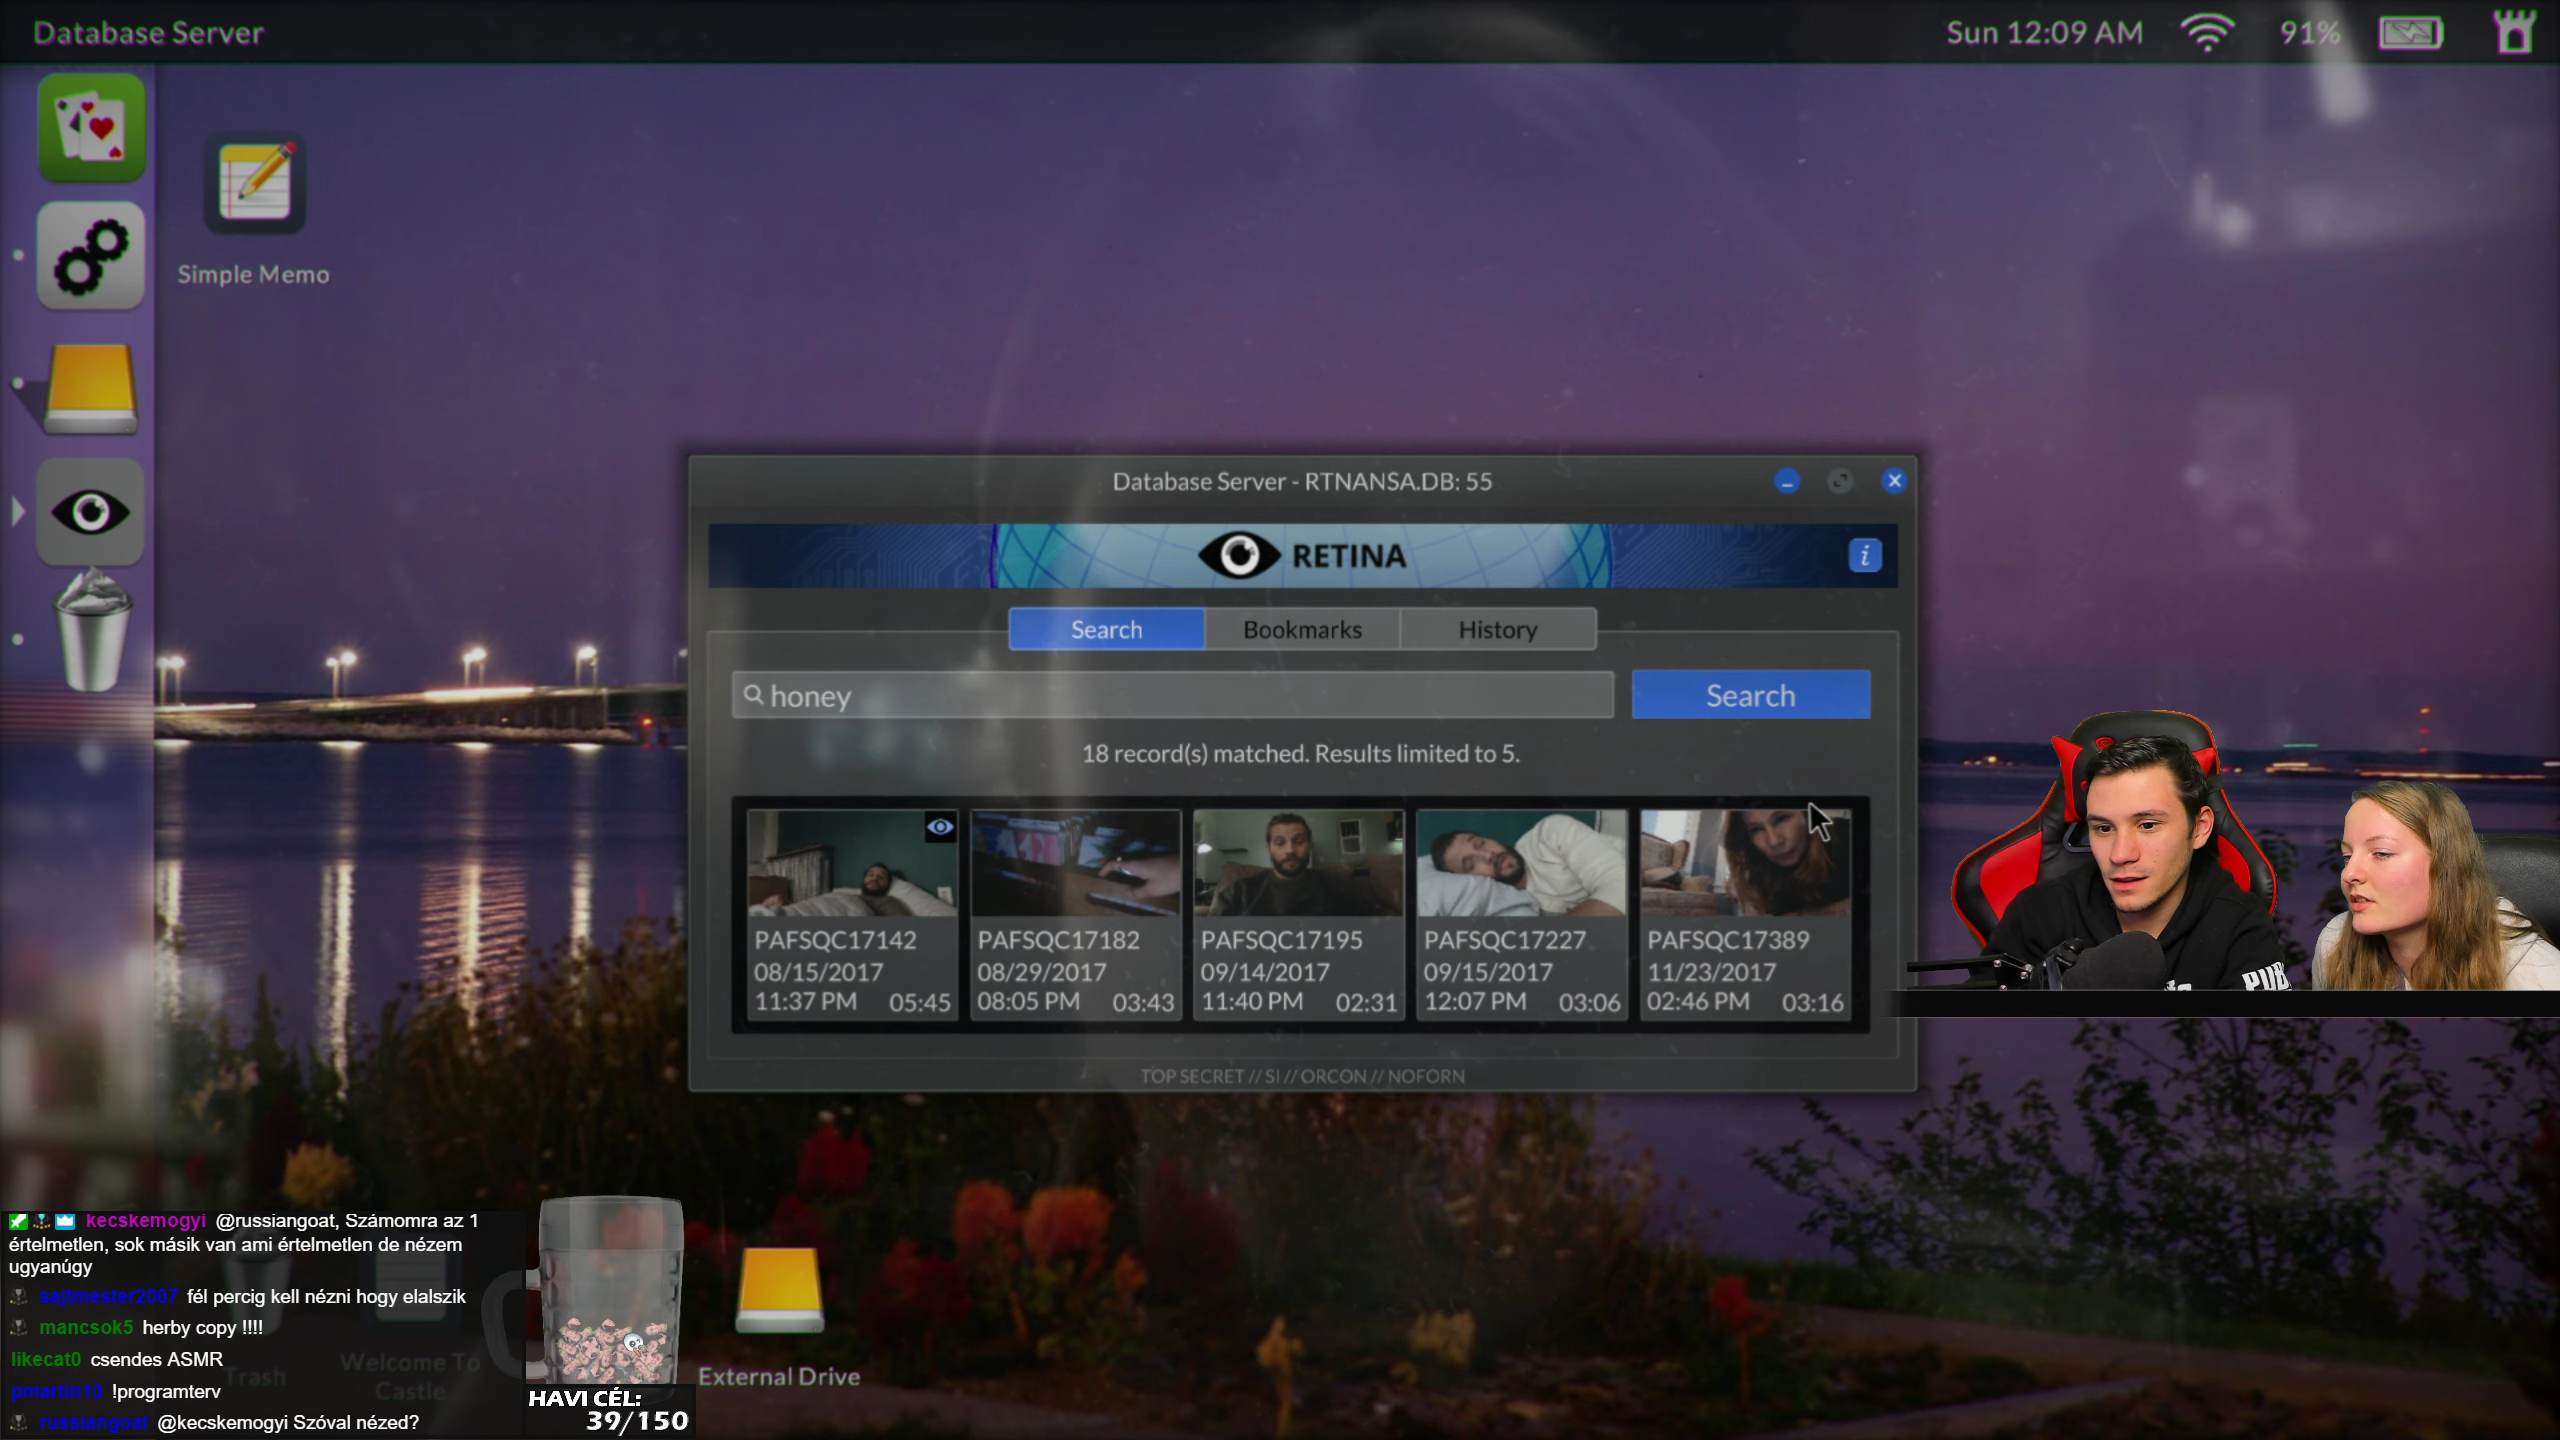 Database Server
Sun 12:09 AM
91%
Simple Memo
Database Server - RTNANSA.DB: 55
RETINA
i
Search
Bookmarks
History
honey
Search
18 record(s) matched. Results limited to 5.
PAFSQC17142
08/15/2017
11:37 PM 05:45
PAFSQC17182
08/29/2017
08:05 PM 03:43
PAFSQC17195
09/14/2017
11:40 PM 02:31
PAFSQC17227
09/15/2017
12:07 PM 03:06
PAFSQC17389
11/23/2017
02:46 PM 03:16
TOP SECRET // SI // ORCON // NOFORN
kecskemogyi @russiangoat, Számomra az 1
értelmetlen, sok másik van ami értelmetlen de nézem
ugyanúgy
sajtmester2007 fél percig kell nézni hogy elalszik
mancsok5 herby copy !!!!
likecat0 csendes ASMR
pmartin10 !programterv
russiangoat @kecskemogyi Szóval nézed?
Trash
Welcome To
Castle
HAVI CÉL:
39/150
External Drive